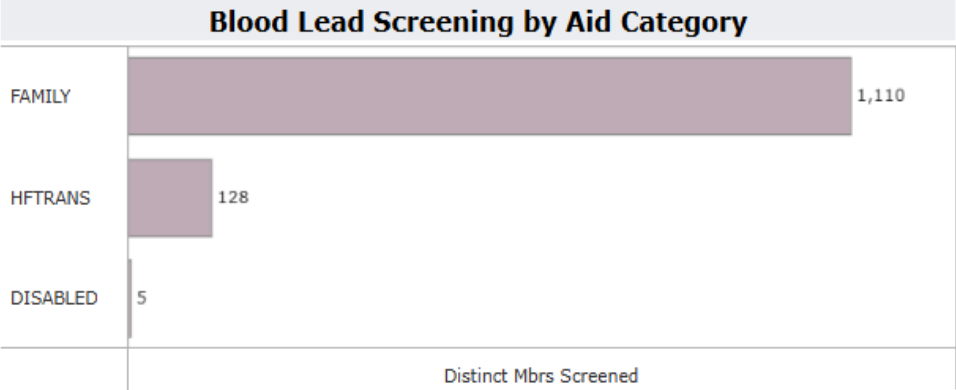 Blood Lead Screening by Aid Category
FAMILY 1,110
HFTRANS 128
DISABLED 5
Distinct Mbrs Screened